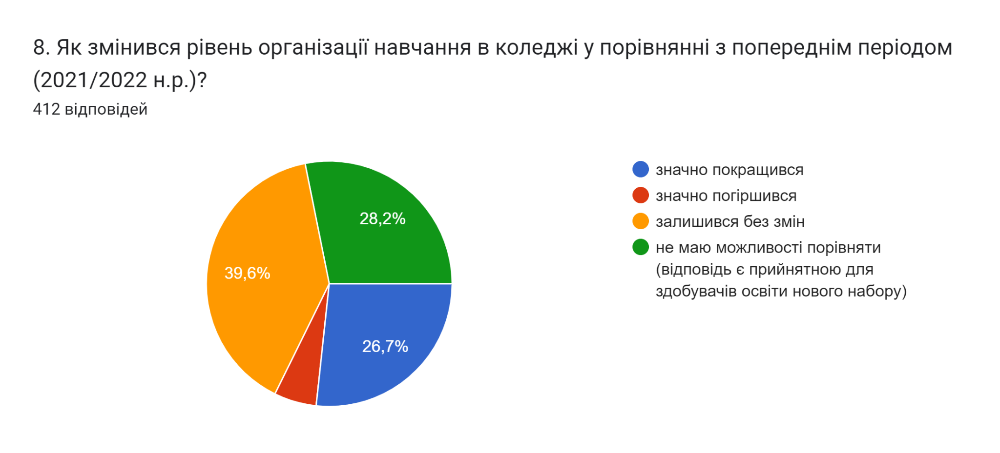 8. Як змінився рівень організації навчання в коледжі у порівнянні з попереднім періодом
(2021/2022 н.р.)?
412 відповідей
28,2%
39,6%
26,7%
значно покращився
значно погіршився
залишився без змін
не маю можливості порівняти
(відповідь є прийнятною для
здобувачів освіти нового набору)